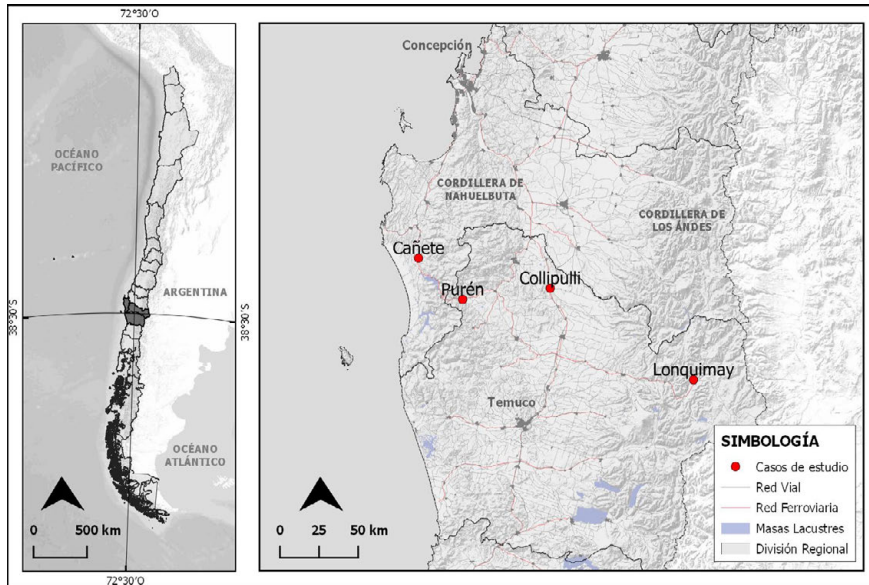 72°30'O
OCÉANO
PACÍFICO
ARGENTINA
38°30'S
38°30'S
OCÉANO
ATLÁNTICO
0 500 km
72°30'O
Concepción
CORDILLERA DE
NAHUELBUTA
CORDILLERA DE
LOS ÁNDES
Cañete
Purén
Collipulli
Lonquimay
Temuco
0 25 50 km
SIMBOLOGÍA
Casos de estudio
Red Vial
Red Ferroviaria
Masas Lacustres
División Regional